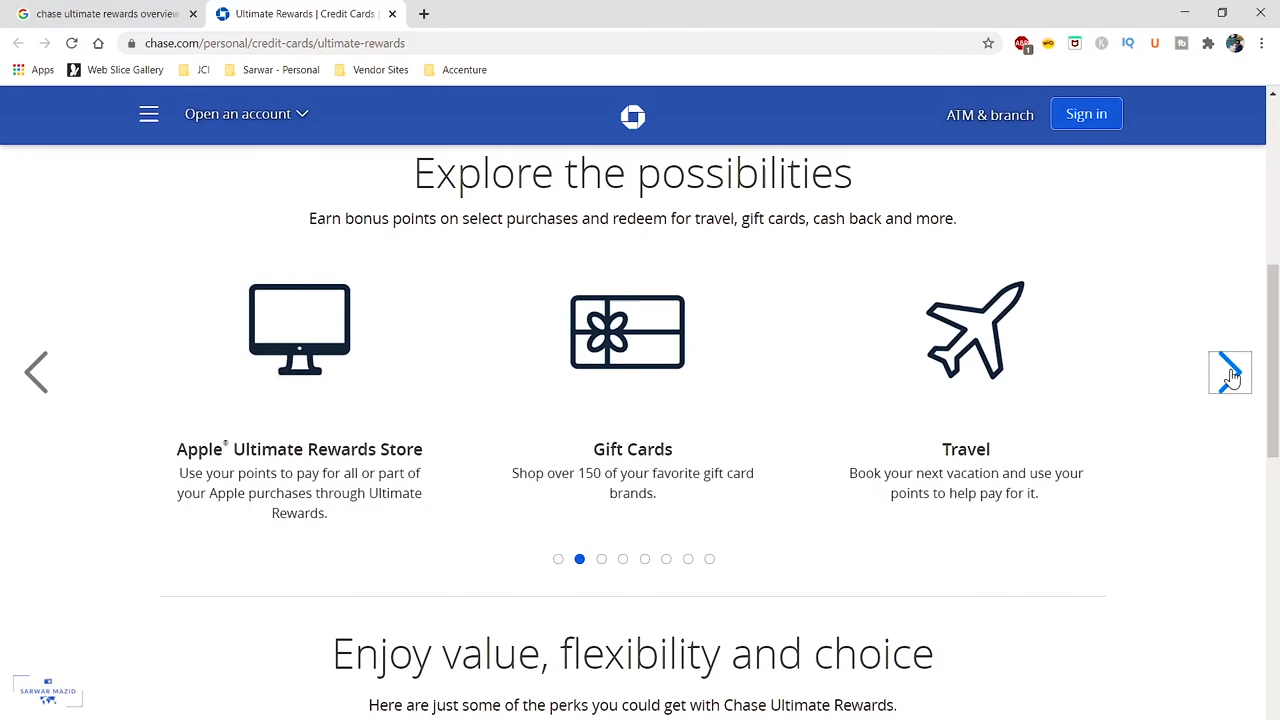 chase ultimate rewards overview
Ultimate Rewards | Credit Cards |
chase.com/personal/credit-cards/ultimate-rewards
Apps
Web Slice Gallery
JCI
Sarwar - Personal
Vendor Sites
Accenture
Open an account
ATM & branch
Sign in
Explore the possibilities
Earn bonus points on select purchases and redeem for travel, gift cards, cash back and more.
Apple® Ultimate Rewards Store
Use your points to pay for all or part of
your Apple purchases through Ultimate
Rewards.
Gift Cards
Shop over 150 of your favorite gift card
brands.
Travel
Book your next vacation and use your
points to help pay for it.
Enjoy value, flexibility and choice
Here are just some of the perks you could get with Chase Ultimate Rewards.
SARWAR MAZID